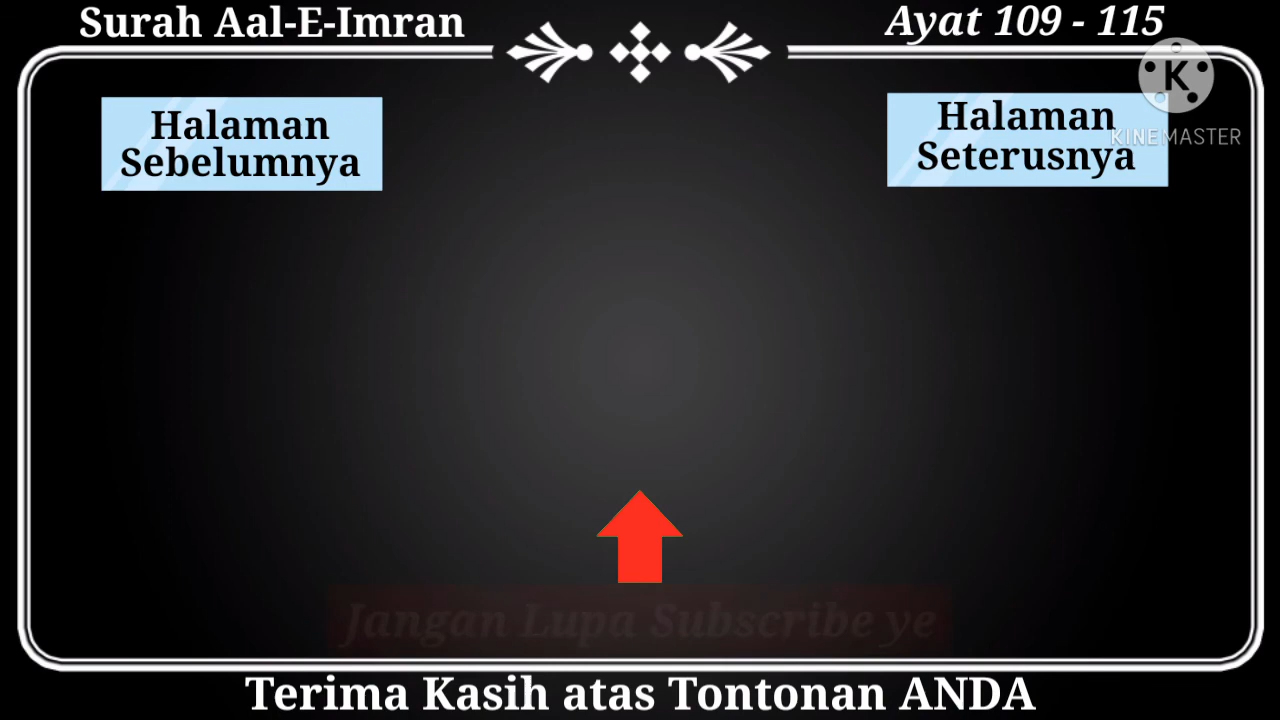 Surah Aal-E-Imran
Ayat 109 - 115
Halaman
Sebelumnya
Halaman
Seterusnya
K
KINEMASTER
Jangan Lupa Subscribe ye
Terima Kasih atas Tontonan ANDA